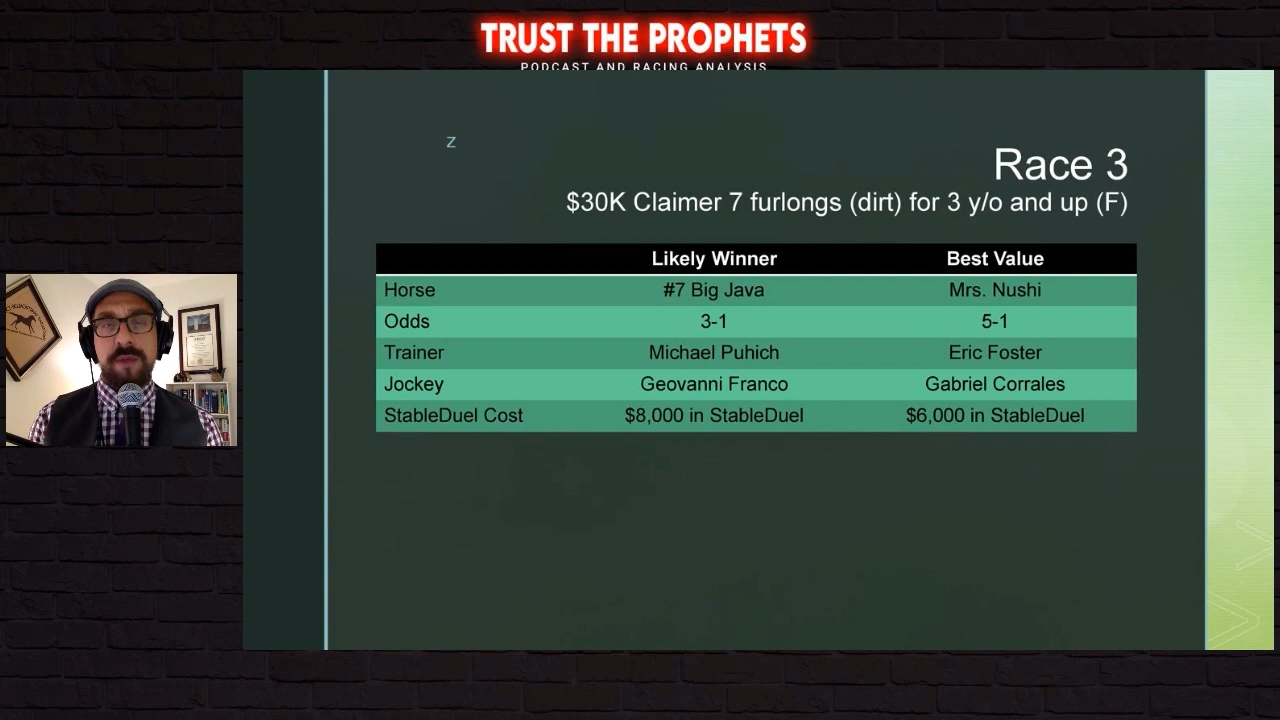 TRUST THE PROPHETS
PODCAST AND RACING ANALYSIS
z
Race 3
$30K Claimer 7 furlongs (dirt) for 3 y/o and up (F)
Likely Winner Best Value
Horse #7 Big Java Mrs. Nushi
Odds 3-1 5-1
Trainer Michael Puhich Eric Foster
Jockey Geovanni Franco Gabriel Corrales
StableDuel Cost $8,000 in StableDuel $6,000 in StableDuel